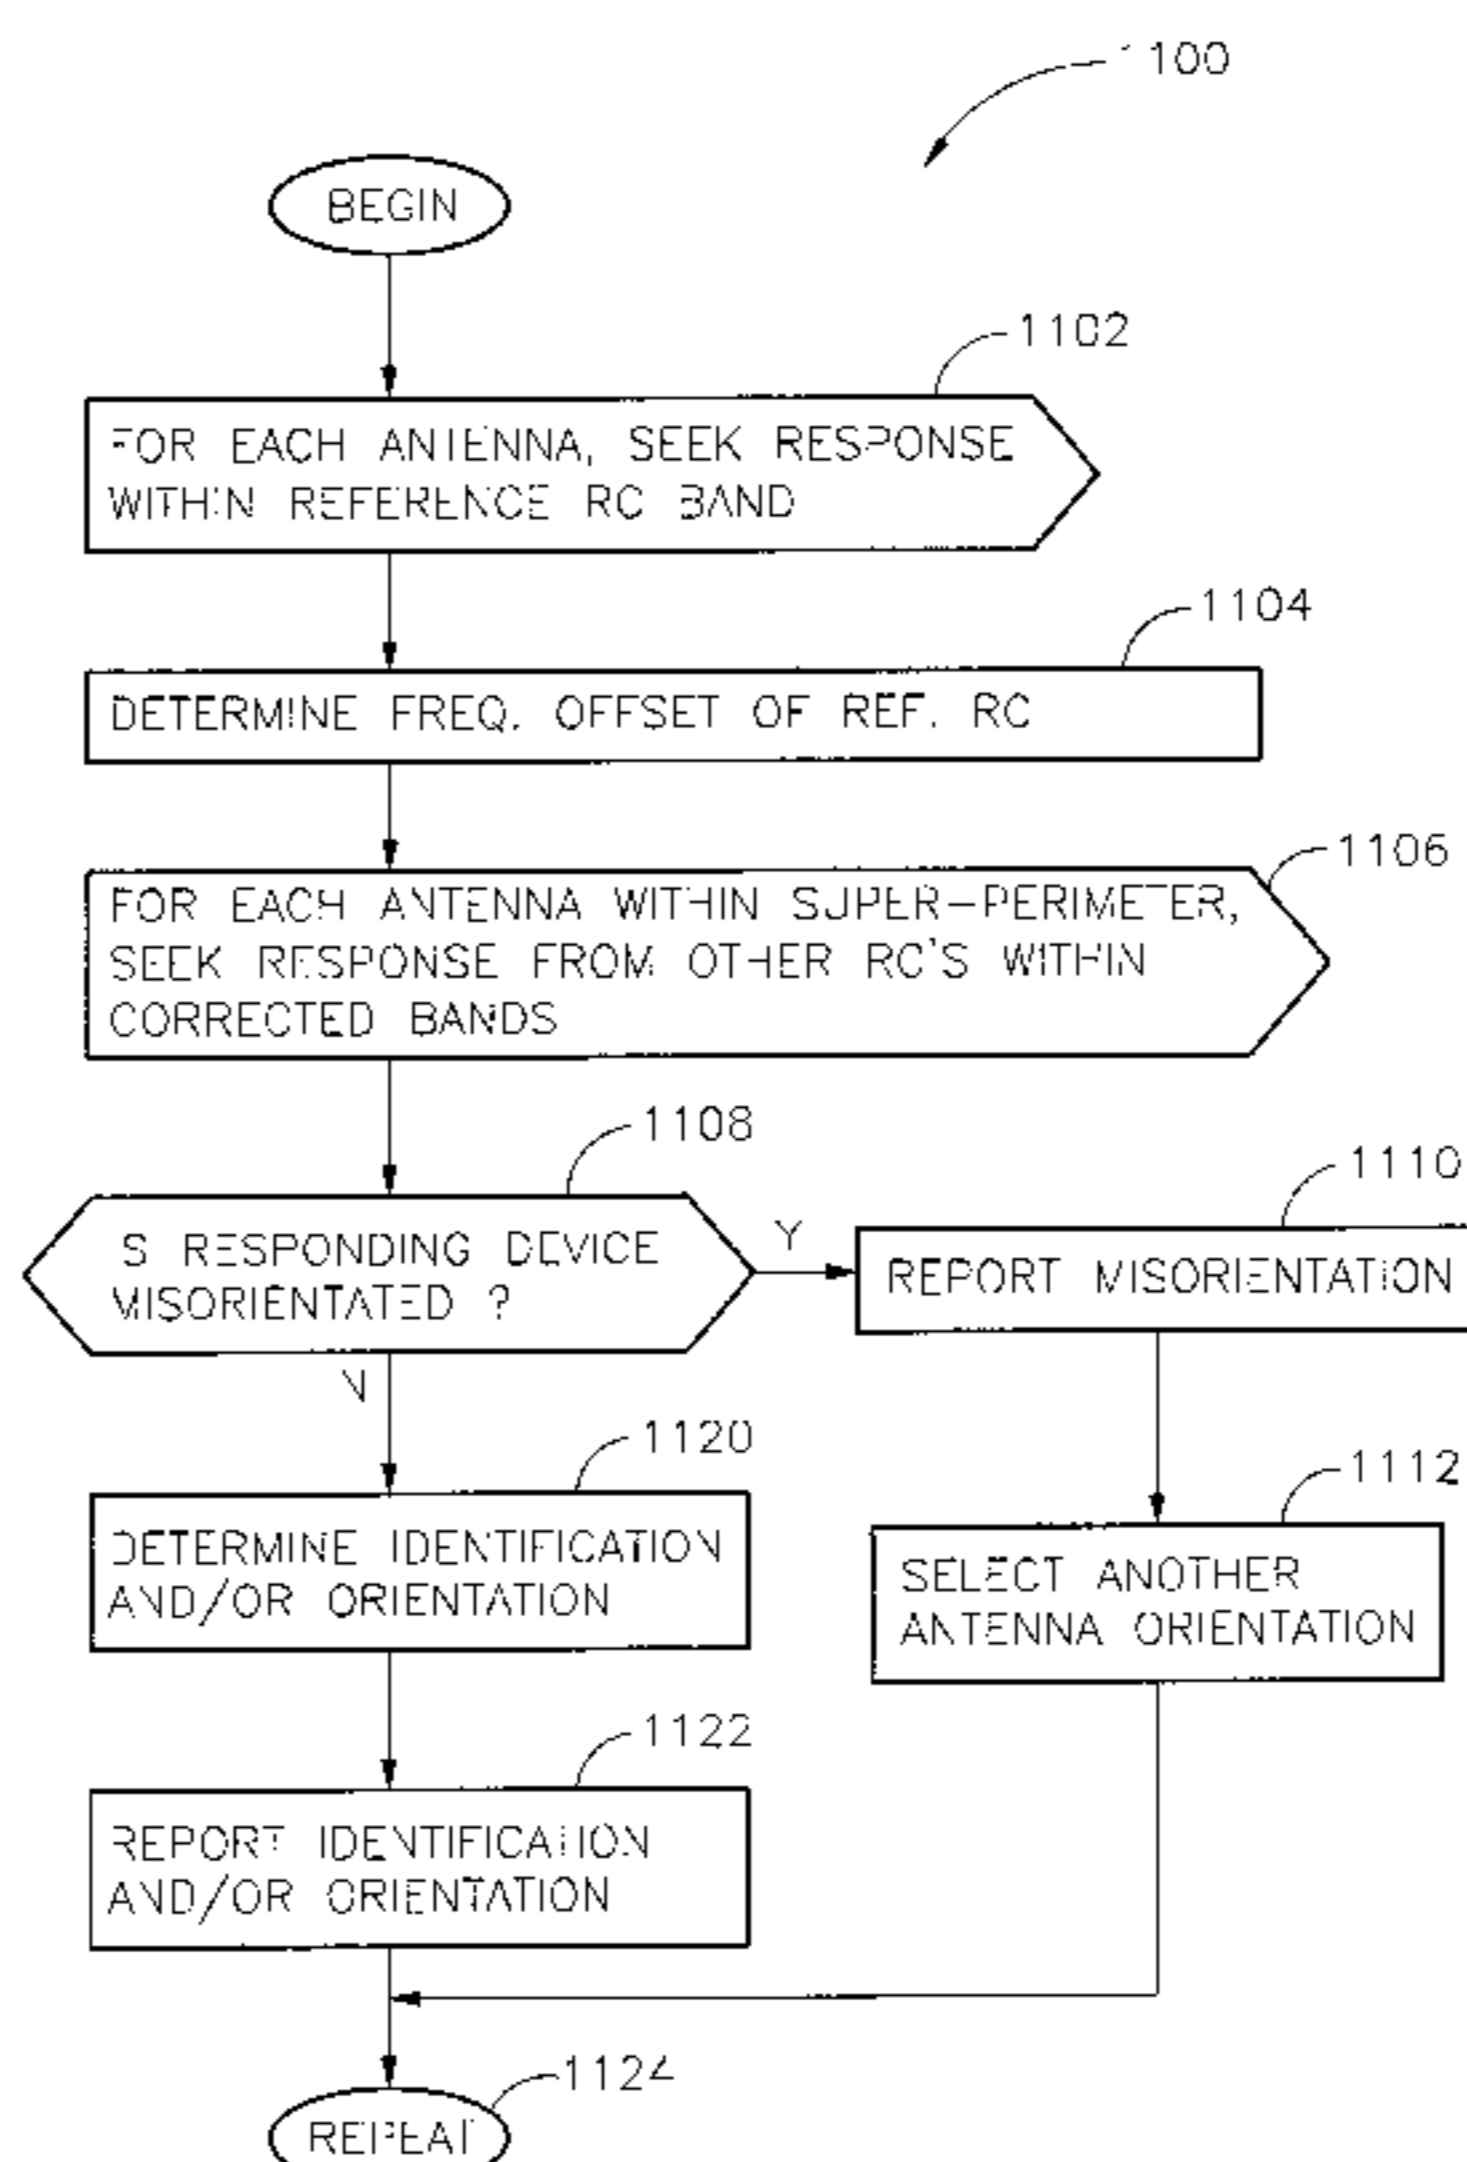 1100
BEGIN
1102
FOR EACH ANTENNA, SEEK RESPONSE
WITHIN REFERENCE RC BAND
1104
DETERMINE FREQ. OFFSET OF REF. RC
1106
FOR EACH ANTENNA WITHIN SUPER-PERIMETER,
SEEK RESPONSE FROM OTHER RC'S WITHIN
CORRECTED BANDS
1108
IS RESPONDING DEVICE
MISORIENTATED ?
Y
N
1110
REPORT MISORIENTATION
1112
SELECT ANOTHER
ANTENNA ORIENTATION
1120
DETERMINE IDENTIFICATION
AND/OR ORIENTATION
1122
REPORT IDENTIFICATION
AND/OR ORIENTATION
1124
REPEAT